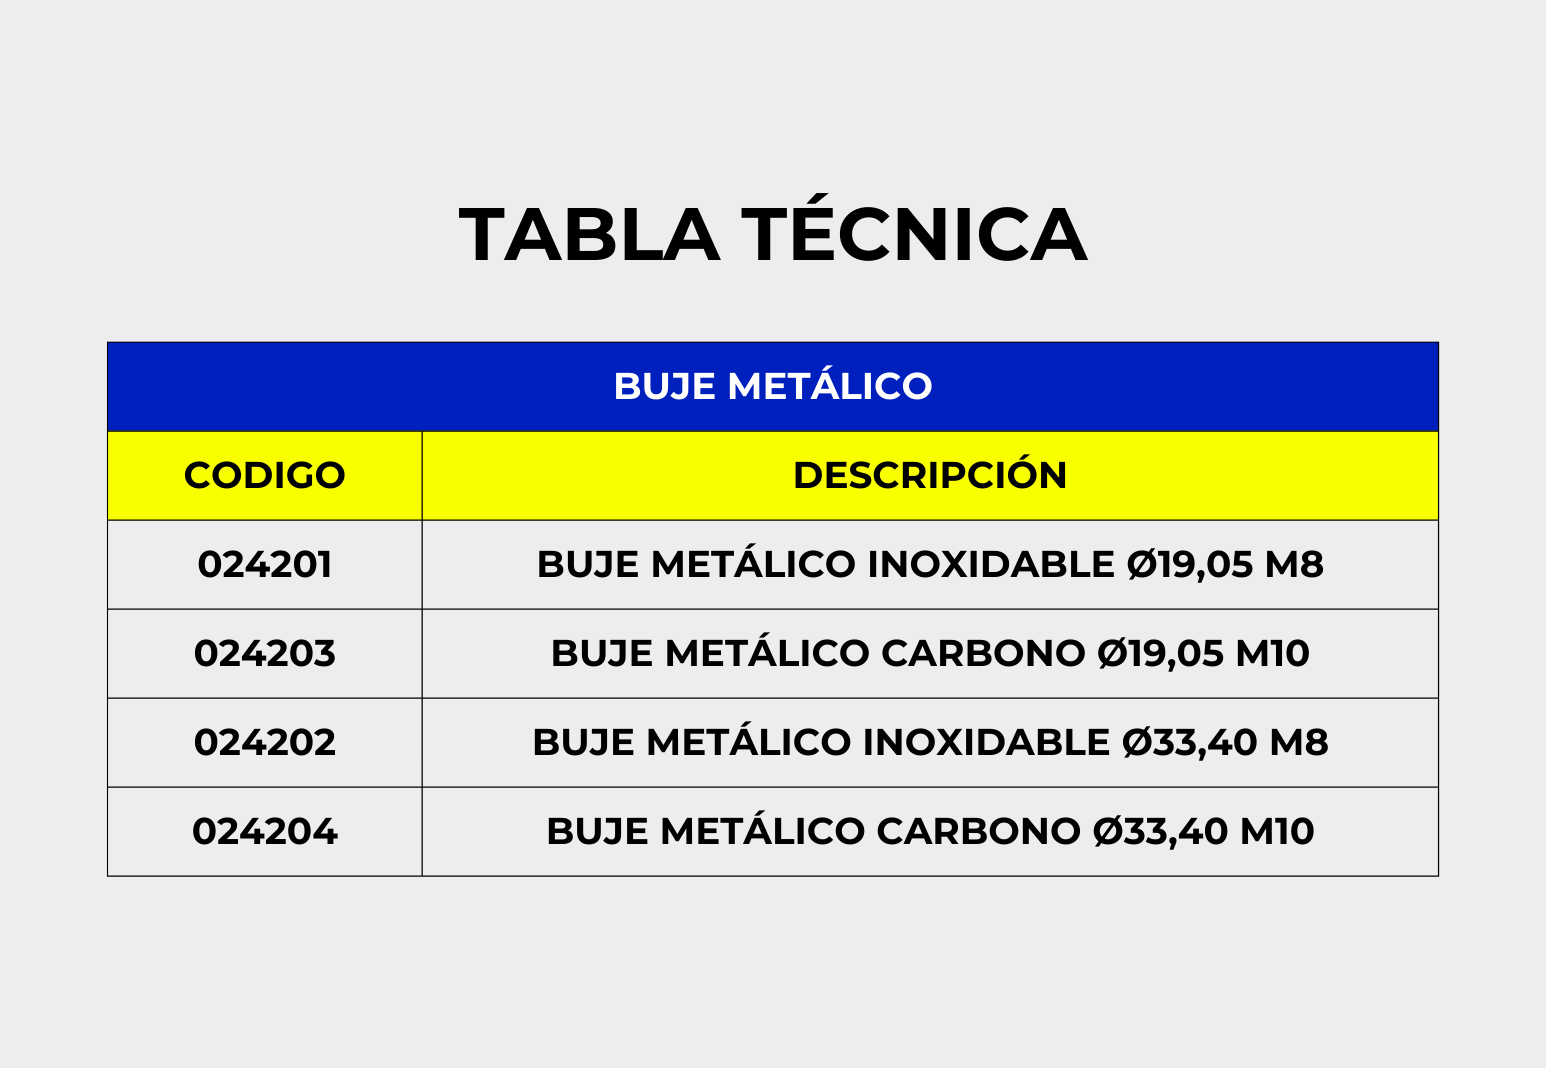 TABLA TÉCNICA
BUJE METÁLICO
CODIGO DESCRIPCIÓN
024201 BUJE METÁLICO INOXIDABLE Ø19,05 M8
024203 BUJE METÁLICO CARBONO Ø19,05 M10
024202 BUJE METÁLICO INOXIDABLE Ø33,40 M8
024204 BUJE METÁLICO CARBONO Ø33,40 M10